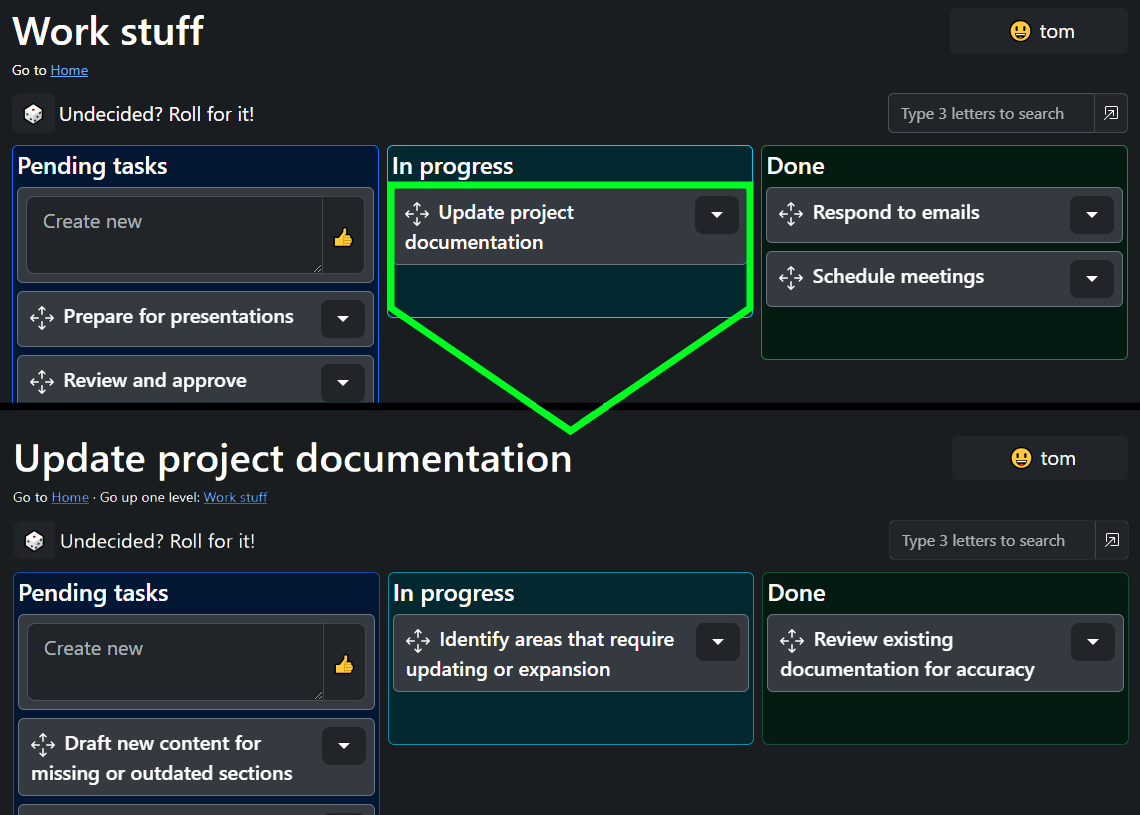 Work stuff
😃 tom
Go to Home
Undecided? Roll for it!
Type 3 letters to search
Pending tasks
Create new
Prepare for presentations
Review and approve
In progress
Update project
documentation
Done
Respond to emails
Schedule meetings
Update project documentation
😃 tom
Go to Home · Go up one level: Work stuff
Undecided? Roll for it!
Type 3 letters to search
Pending tasks
Create new
Draft new content for
missing or outdated sections
In progress
Identify areas that require
updating or expansion
Done
Review existing
documentation for accuracy